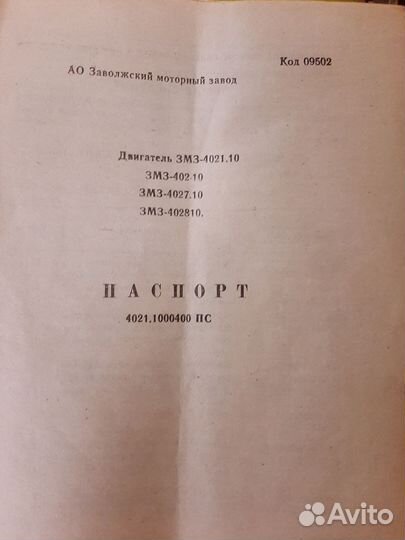 Код 09502
АО Заволжский моторный завод
Двигатель ЗМЗ-4021.10
ЗМЗ-402-10
ЗМЗ-4027.10
ЗМЗ-402810.
ПАСПОРТ
4021.1000400 ПС
Avito